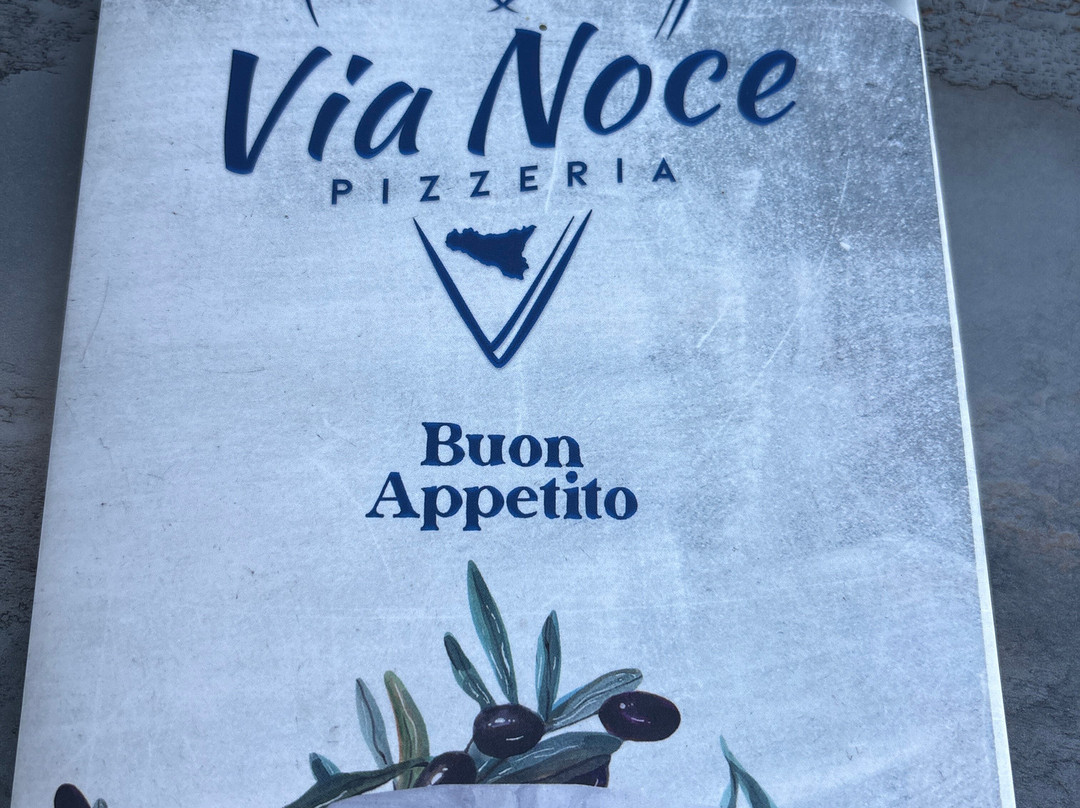 Via Noce
PIZZERIA
Buon
Appetito